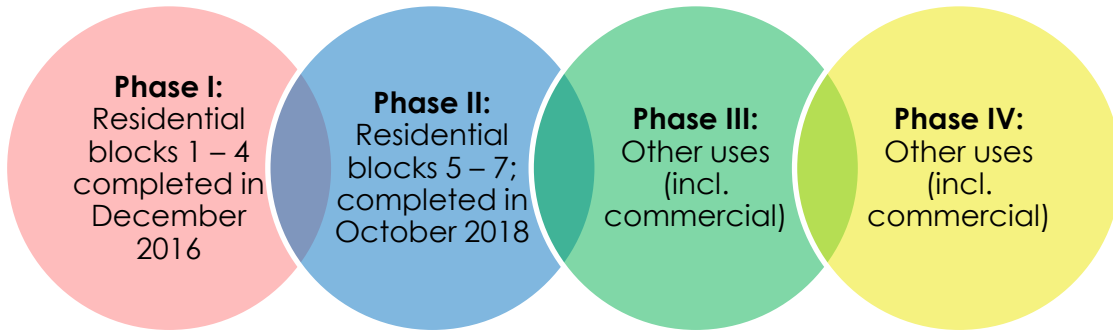 Phase I:
Residential
blocks 1 – 4
completed in
December
2016
Phase II:
Residential
blocks 5 – 7;
completed in
October 2018
Phase III:
Other uses
(incl.
commercial)
Phase IV:
Other uses
(incl.
commercial)